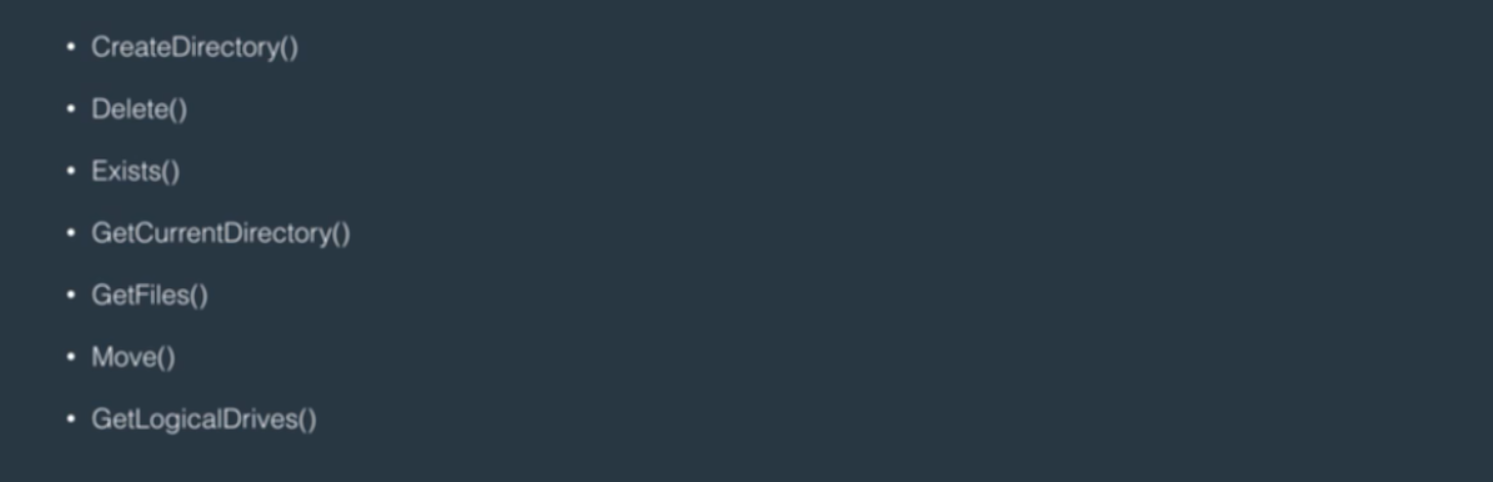 • CreateDirectory()
• Delete()
• Exists()
• GetCurrentDirectory()
• GetFiles()
• Move()
• GetLogicalDrives()